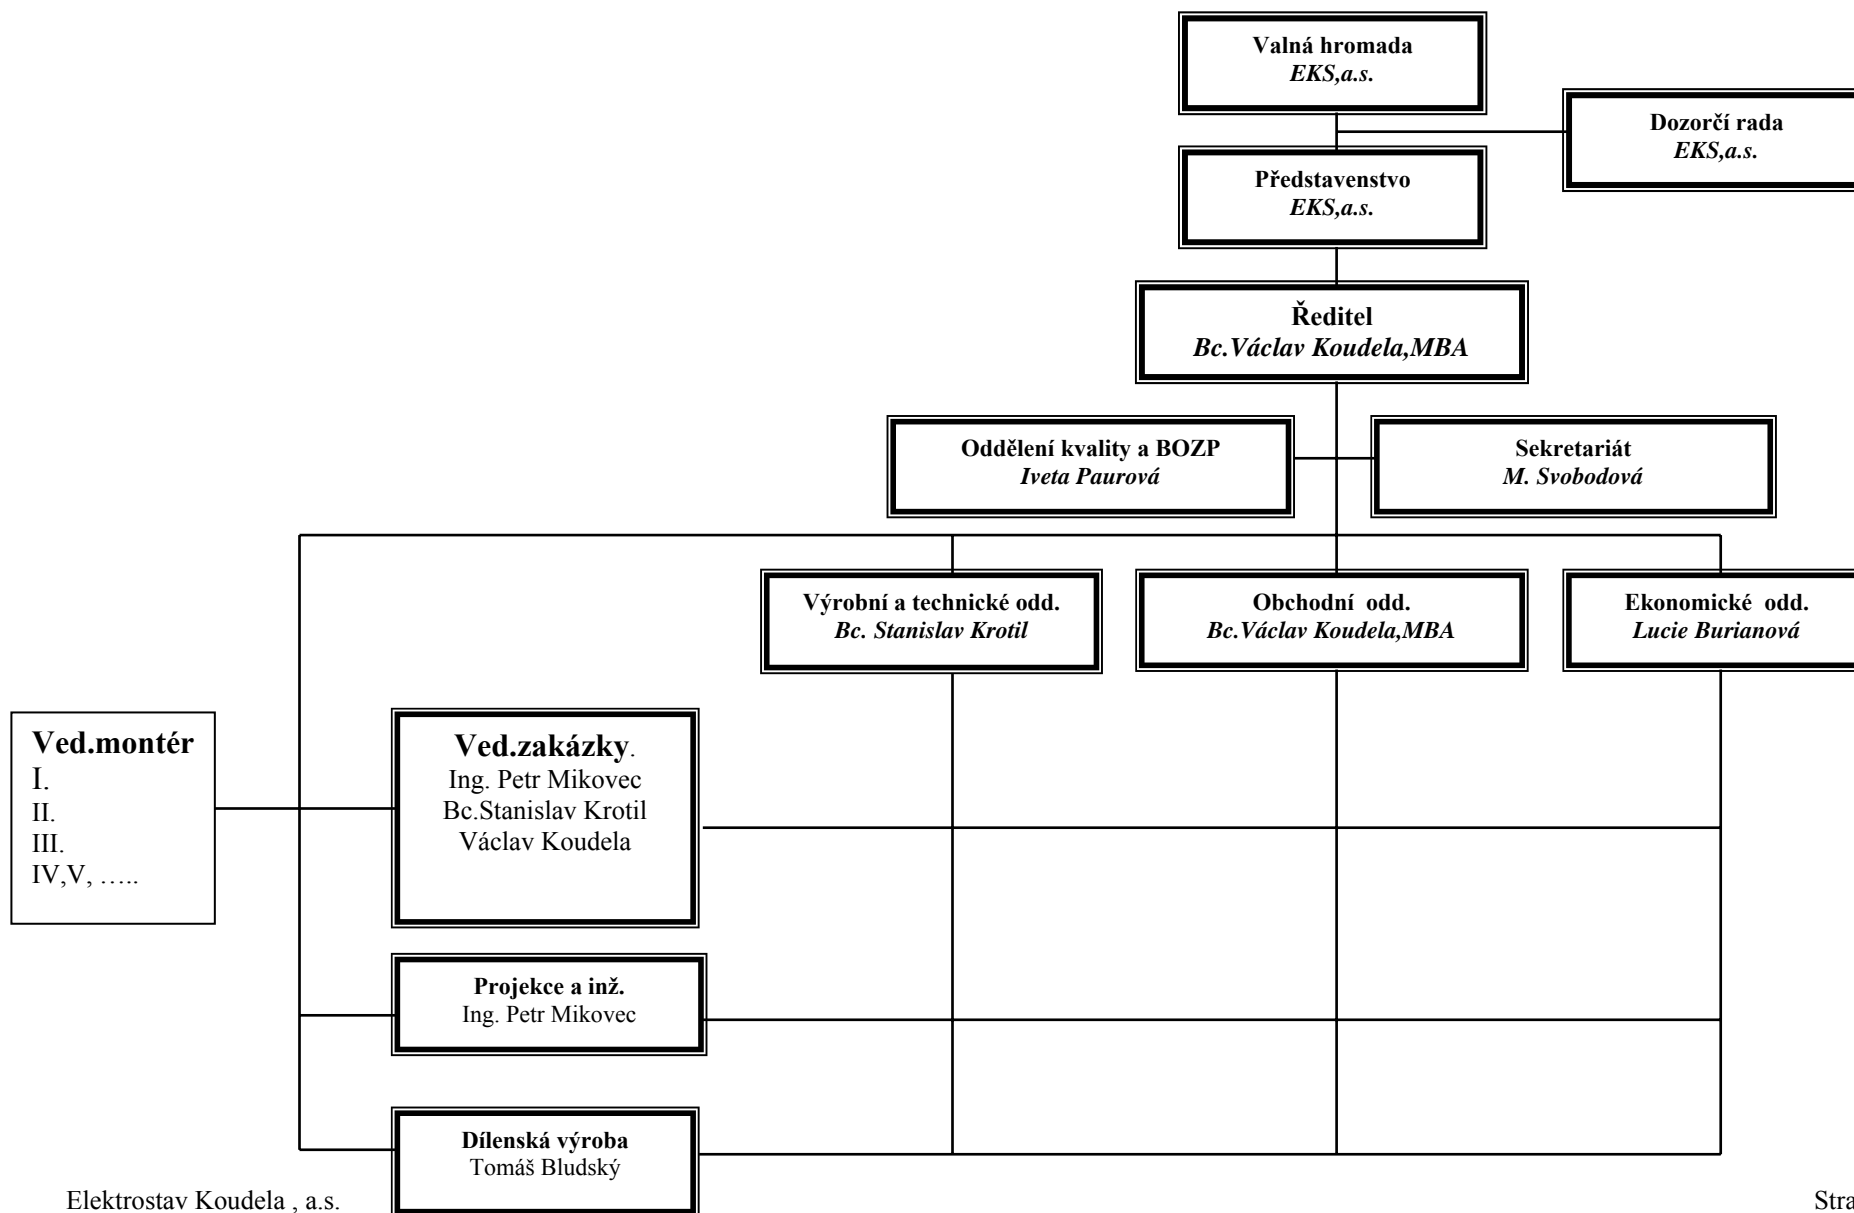 Valná hromada
EKS,a.s.
Dozorčí rada
EKS,a.s.
Představenstvo
EKS,a.s.
Ředitel
Bc.Václav Koudela,MBA
Oddělení kvality a BOZP
Iveta Paurová
Sekretariát
M. Svobodová
Výrobní a technické odd.
Bc. Stanislav Krotil
Obchodní  odd.
Bc.Václav Koudela,MBA
Ekonomické  odd.
Lucie Burianová
Ved.montér
I.
II.
III.
IV,V, …..
Ved.zakázky.
Ing. Petr Mikovec
Bc.Stanislav Krotil
Václav Koudela
Projekce a inž.
Ing. Petr Mikovec
Dílenská výroba
Tomáš Bludský
Elektrostav Koudela , a.s.
Stra